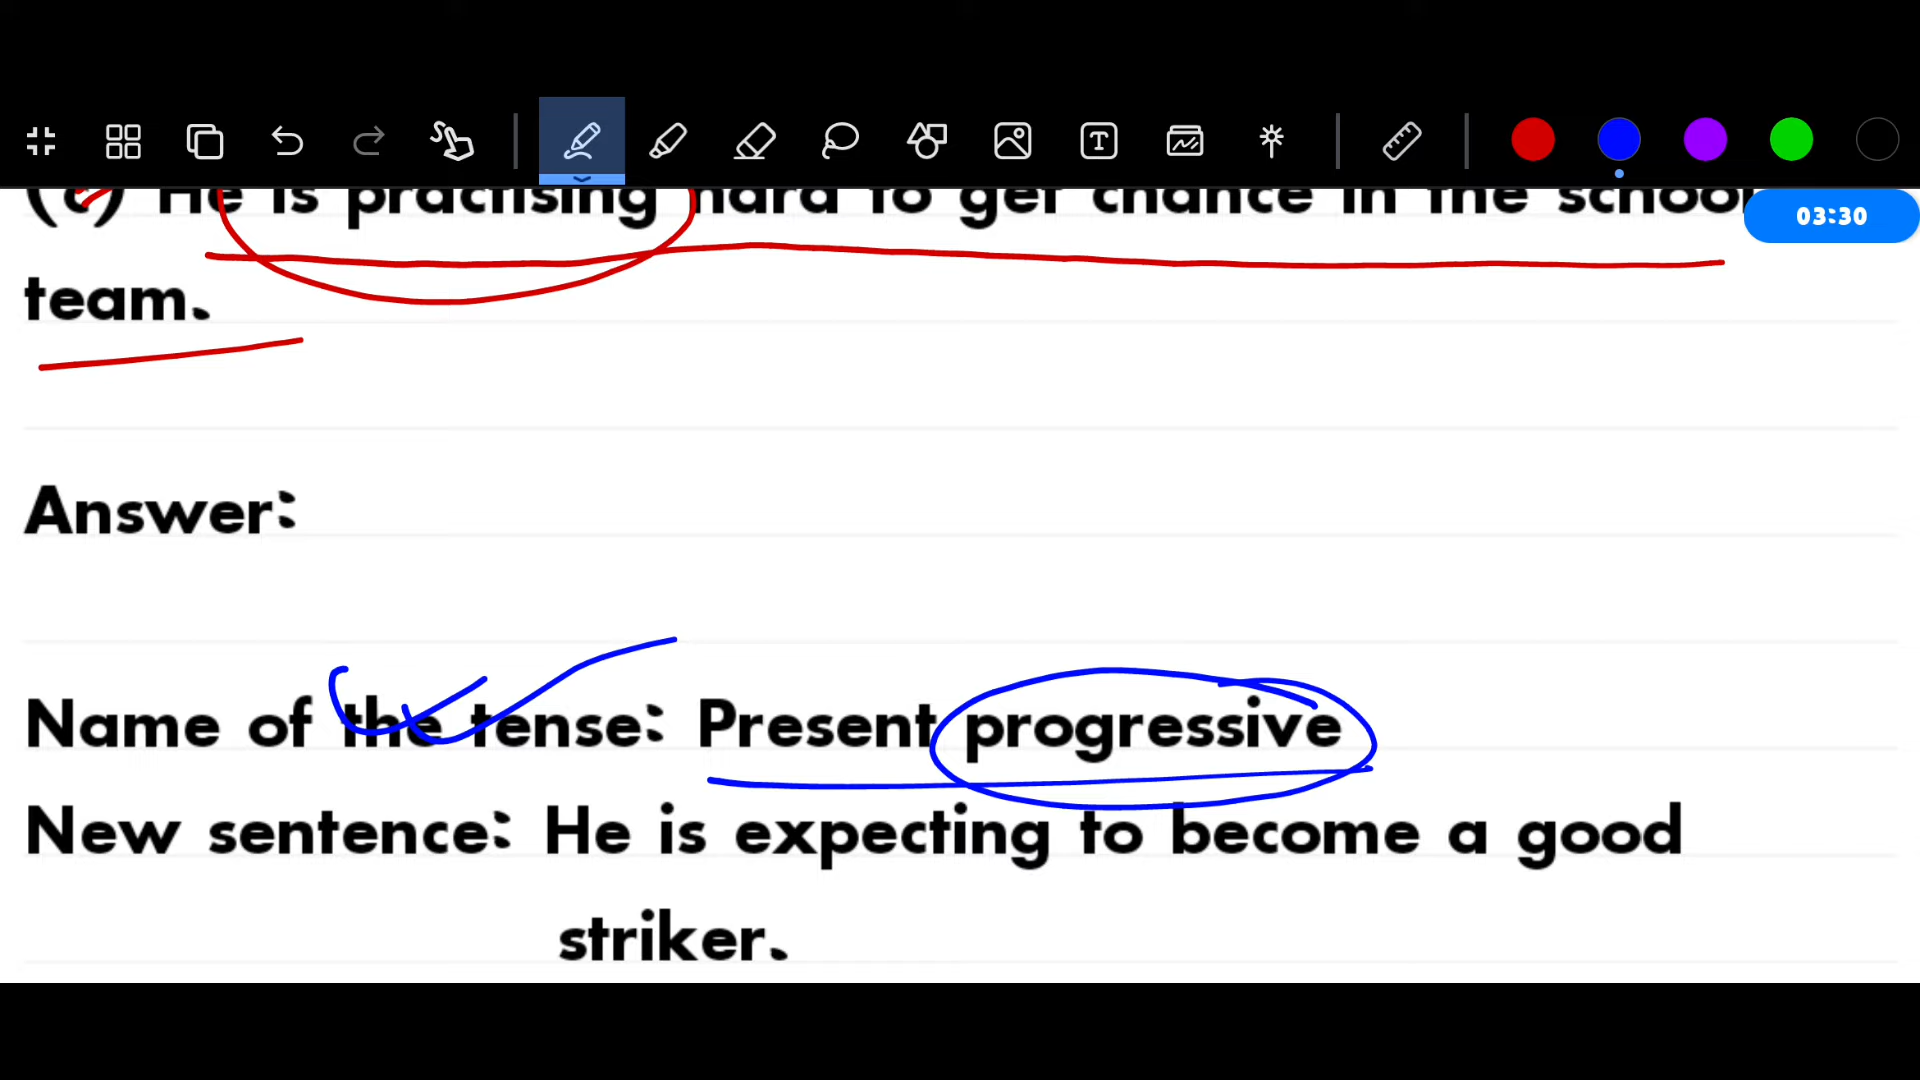 (c) He is practising hard to get chance in the school
03:30
team.
Answer:
Name of the tense: Present progressive
New sentence: He is expecting to become a good
striker.